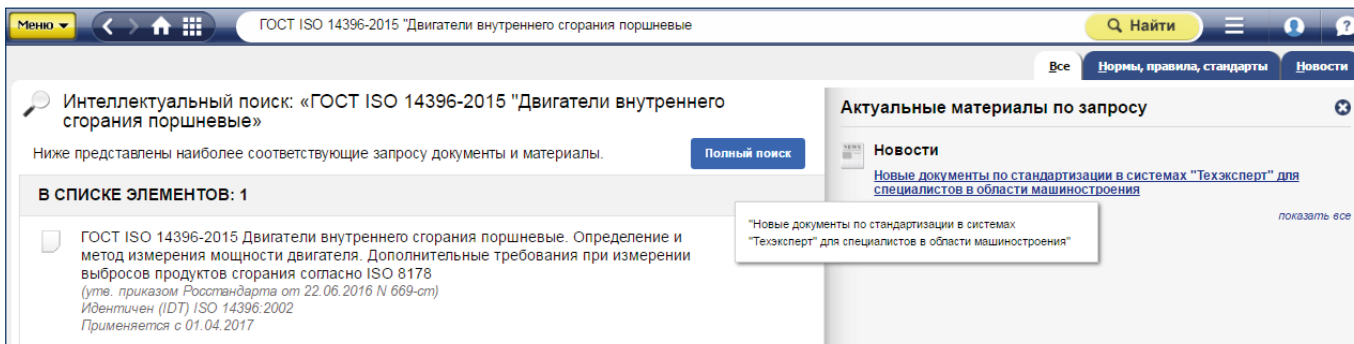 Меню
ГОСТ ISO 14396-2015 "Двигатели внутреннего сгорания поршневые
Найти
?
Все
Нормы, правила, стандарты
Новости
Интеллектуальный поиск: «ГОСТ ISO 14396-2015 "Двигатели внутреннего
сгорания поршневые»
Ниже представлены наиболее соответствующие запросу документы и материалы.
Полный поиск
В СПИСКЕ ЭЛЕМЕНТОВ: 1
ГОСТ ISO 14396-2015 Двигатели внутреннего сгорания поршневые. Определение и
метод измерения мощности двигателя. Дополнительные требования при измерении
выбросов продуктов сгорания согласно ISO 8178
(утв. приказом Росстандарта от 22.06.2016 N 669-ст)
Идентичен (IDT) ISO 14396:2002
Применяется с 01.04.2017
Актуальные материалы по запросу
NEWS
Новости
Новые документы по стандартизации в системах "Техэксперт" для
специалистов в области машиностроения
показать все
"Новые документы по стандартизации в системах
"Техэксперт" для специалистов в области машиностроения"